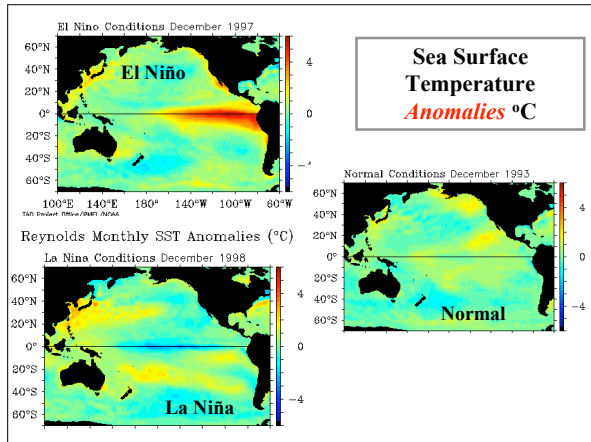 El Nino Conditions December 1997
60°N
40°N
20°N
0°
20°S
40°S
60°S
El Niño
4
0
100°E 140°E 180° 140°W 100°W 60°W
TAO Project Office/PMEL/NOAA
Sea Surface
Temperature
Anomalies °C
Normal Conditions December 1993
60°N
40°N
20°N
0°
20°S
40°S
60°S
Normal
4
0
−4
Reynolds Monthly SST Anomalies (°C)
La Nina Conditions December 1998
60°N
40°N
20°N
0°
20°S
40°S
60°S
La Niña
4
0
−4